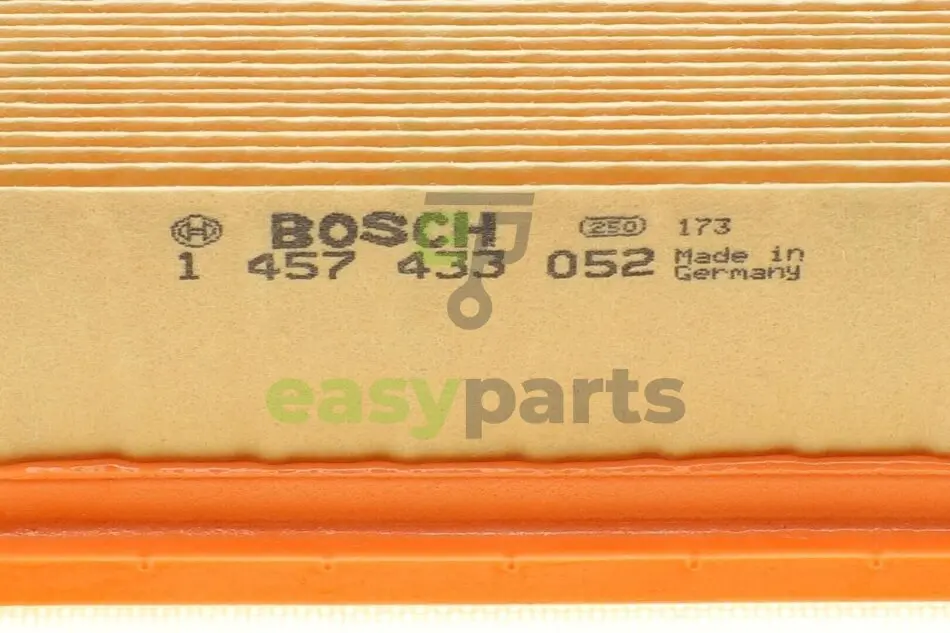 BOSCH 250 173
1 457 433 052 Made in
Germany
easyparts